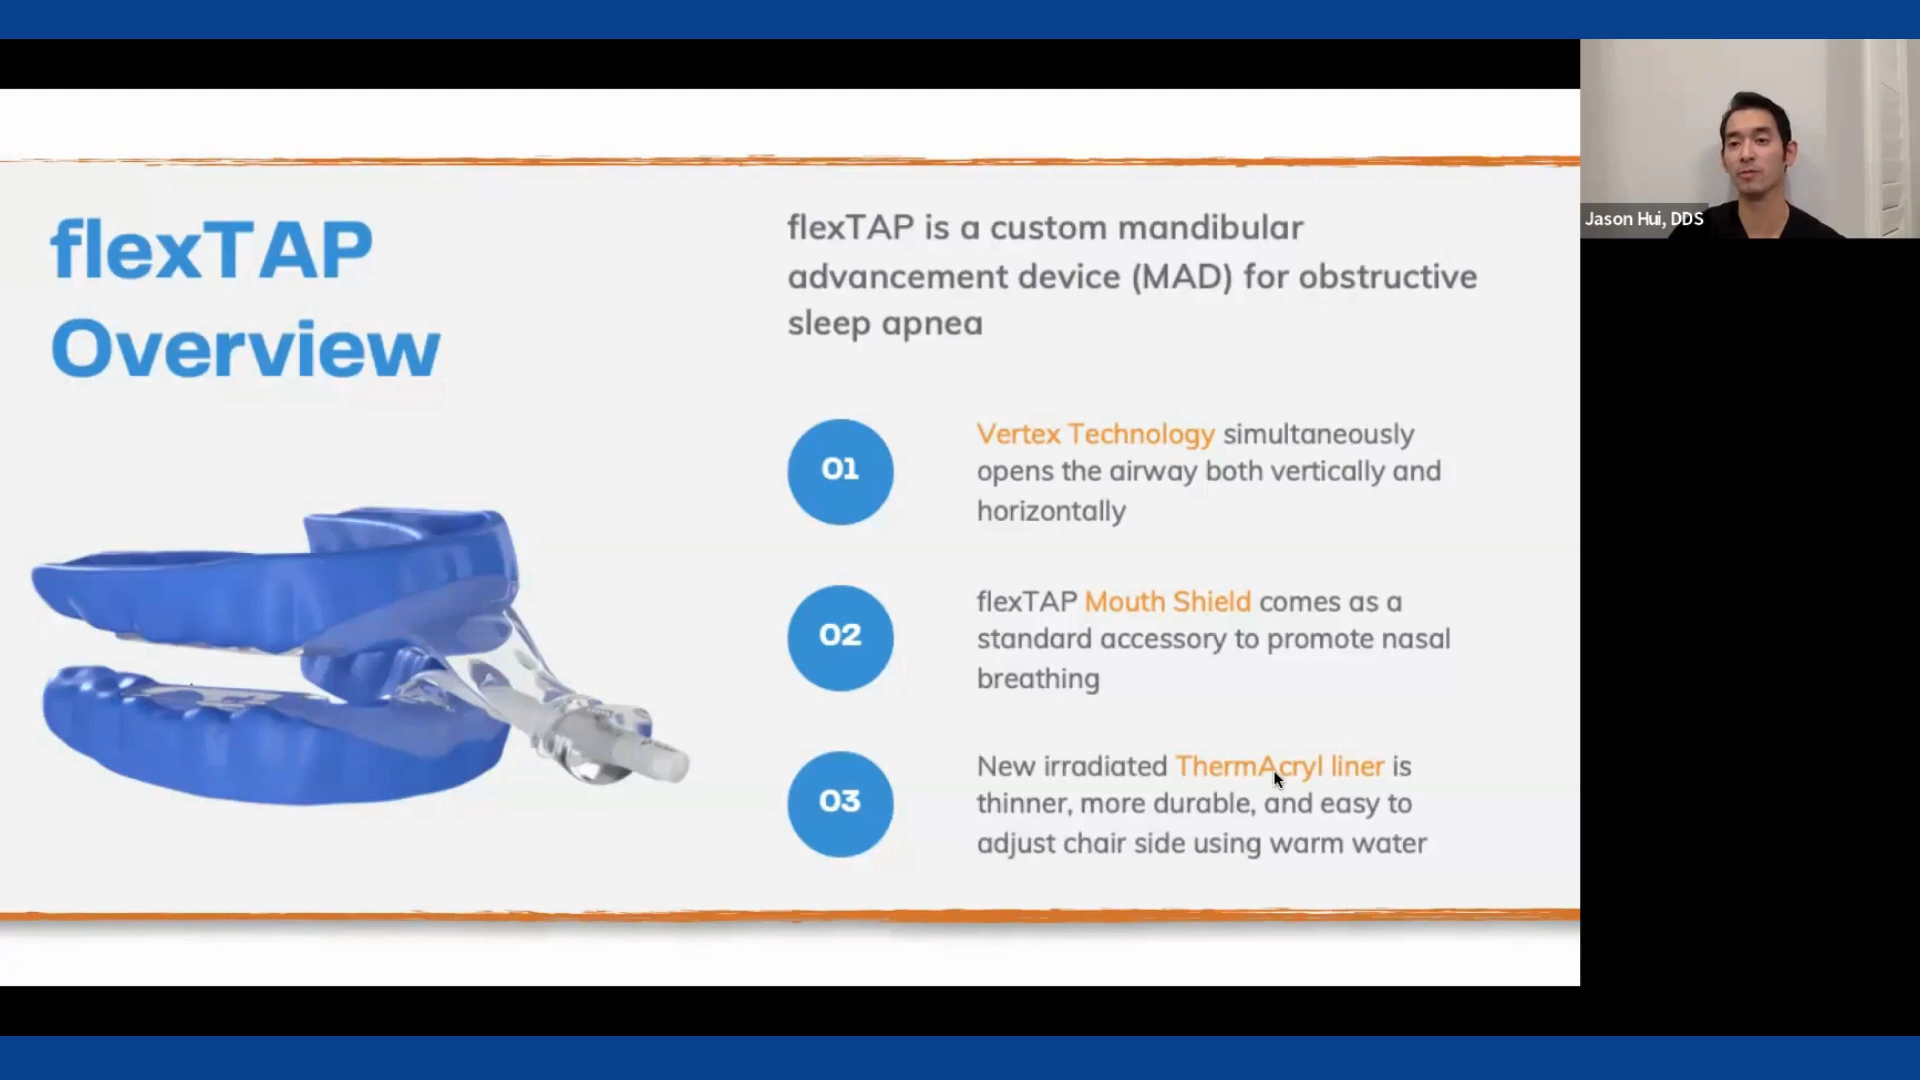 flexTAP
Overview
flexTAP is a custom mandibular
advancement device (MAD) for obstructive
sleep apnea
01
Vertex Technology simultaneously
opens the airway both vertically and
horizontally
02
flexTAP Mouth Shield comes as a
standard accessory to promote nasal
breathing
03
New irradiated ThermAcryl liner is
thinner, more durable, and easy to
adjust chair side using warm water
Jason Hui, DDS